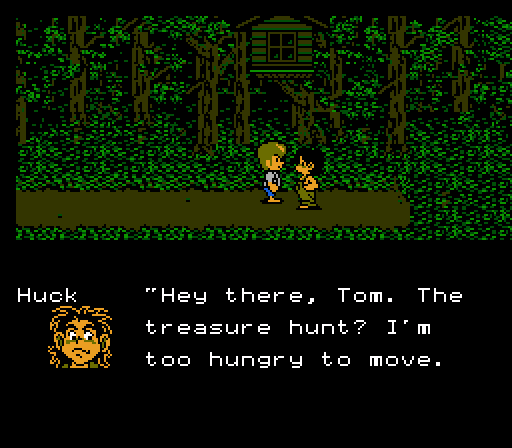 Huck
"Hey there, Tom. The
treasure hunt? I'm
too hungry to move.